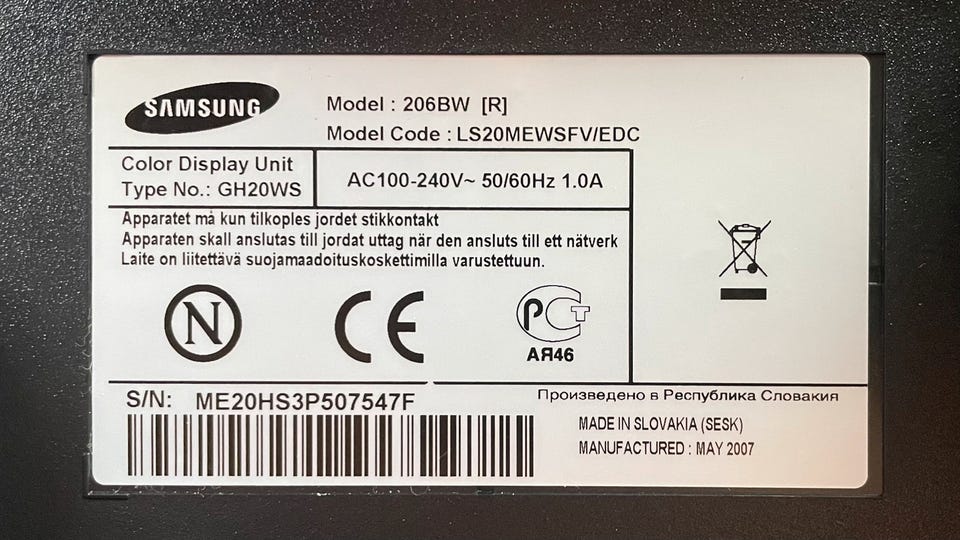 SAMSUNG
Model : 206BW [R]
Model Code : LS20MEWSFV/EDC
Color Display Unit
Type No.: GH20WS
AC100-240V~ 50/60Hz 1.0A
Apparatet må kun tilkoples jordet stikkontakt
Apparaten skall anslutas till jordat uttag när den ansluts till ett nätverk
Laite on liitettävä suojamaadoituskoskettimilla varustettuun.
N
CE
РСТ
АЯ46
S/N: ME20HS3P507547F
Произведено в Республика Словакия
MADE IN SLOVAKIA (SESK)
MANUFACTURED : MAY 2007